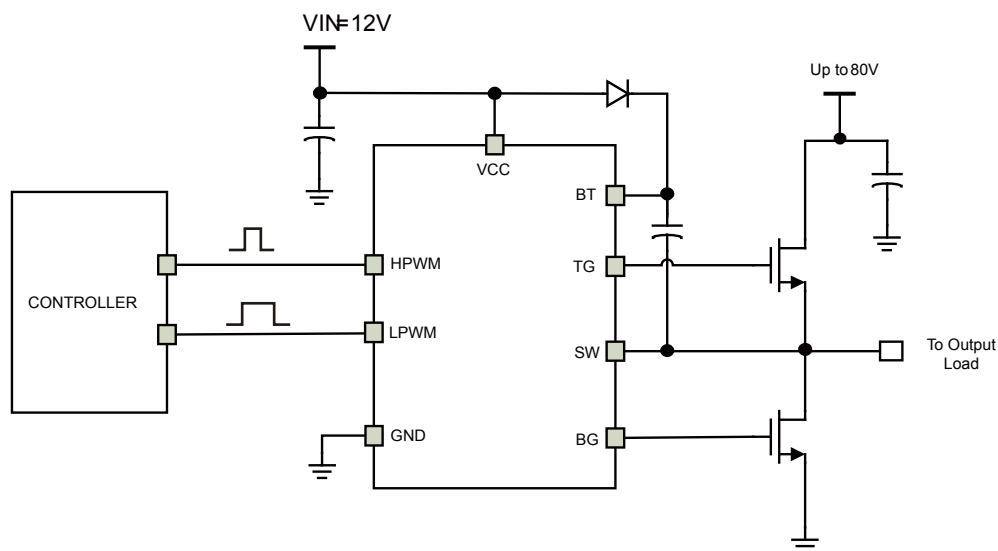 VIN=12V
Up to 80V
VCC
BT
HPWM
TG
CONTROLLER
LPWM
SW
To Output
Load
GND
BG